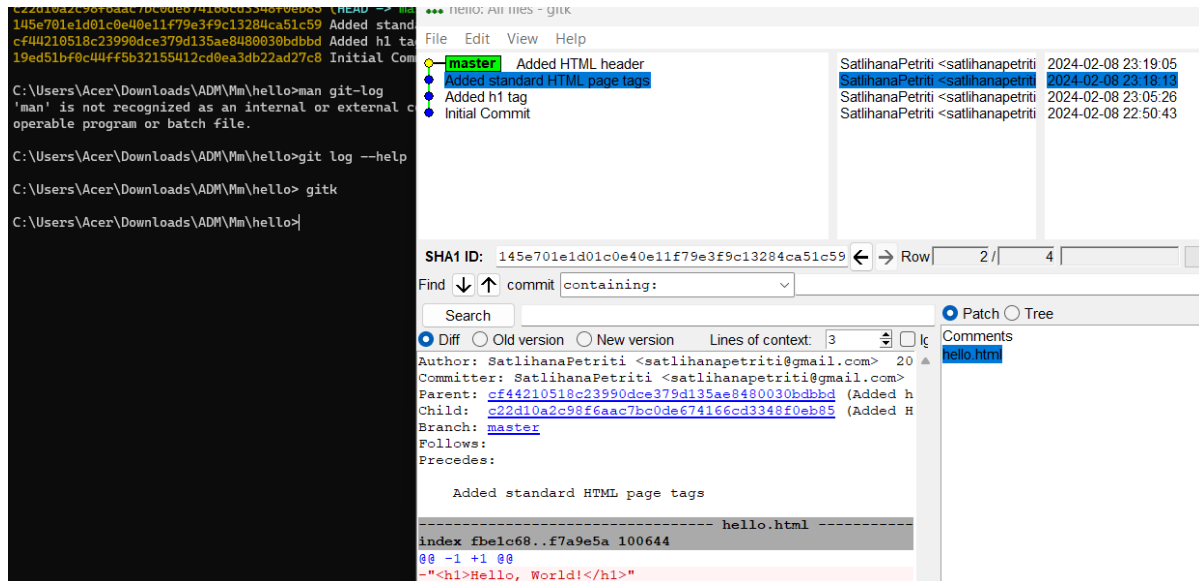 c22d10a2c98f6aac7bc0de674166cd3348f0eb85 (HEAD -> ma
145e701e1d01c0e40e11f79e3f9c13284ca51c59 Added stand
cf44210518c23990dce379d135ae8480030bdbbd Added h1 ta
19ed51bf0c44ff5b32155412cd0ea3db22ad27c8 Initial Com
C:\Users\Acer\Downloads\ADM\Mm\hello>man git-log
'man' is not recognized as an internal or external c
operable program or batch file.
C:\Users\Acer\Downloads\ADM\Mm\hello>git log --help
C:\Users\Acer\Downloads\ADM\Mm\hello> gitk
C:\Users\Acer\Downloads\ADM\Mm\hello>
hello: All files - gitk
File Edit View Help
master Added HTML header SatlihanaPetriti <satlihanapetriti 2024-02-08 23:19:05
Added standard HTML page tags SatlihanaPetriti <satlihanapetriti 2024-02-08 23:18:13
Added h1 tag SatlihanaPetriti <satlihanapetriti 2024-02-08 23:05:26
Initial Commit SatlihanaPetriti <satlihanapetriti 2024-02-08 22:50:43
SHA1 ID: 145e701e1d01c0e40e11f79e3f9c13284ca51c59 Row 2 / 4
Find commit containing:
Search
Diff Old version New version Lines of context: 3 Ig
Patch Tree
Comments
hello.html
Author: SatlihanaPetriti <satlihanapetriti@gmail.com> 20
Committer: SatlihanaPetriti <satlihanapetriti@gmail.com>
Parent: cf44210518c23990dce379d135ae8480030bdbbd (Added h
Child: c22d10a2c98f6aac7bc0de674166cd3348f0eb85 (Added H
Branch: master
Follows:
Precedes:
Added standard HTML page tags
---------------------------------- hello.html -----------
index fbe1c68..f7a9e5a 100644
@@ -1 +1 @@
-"<h1>Hello, World!</h1>"